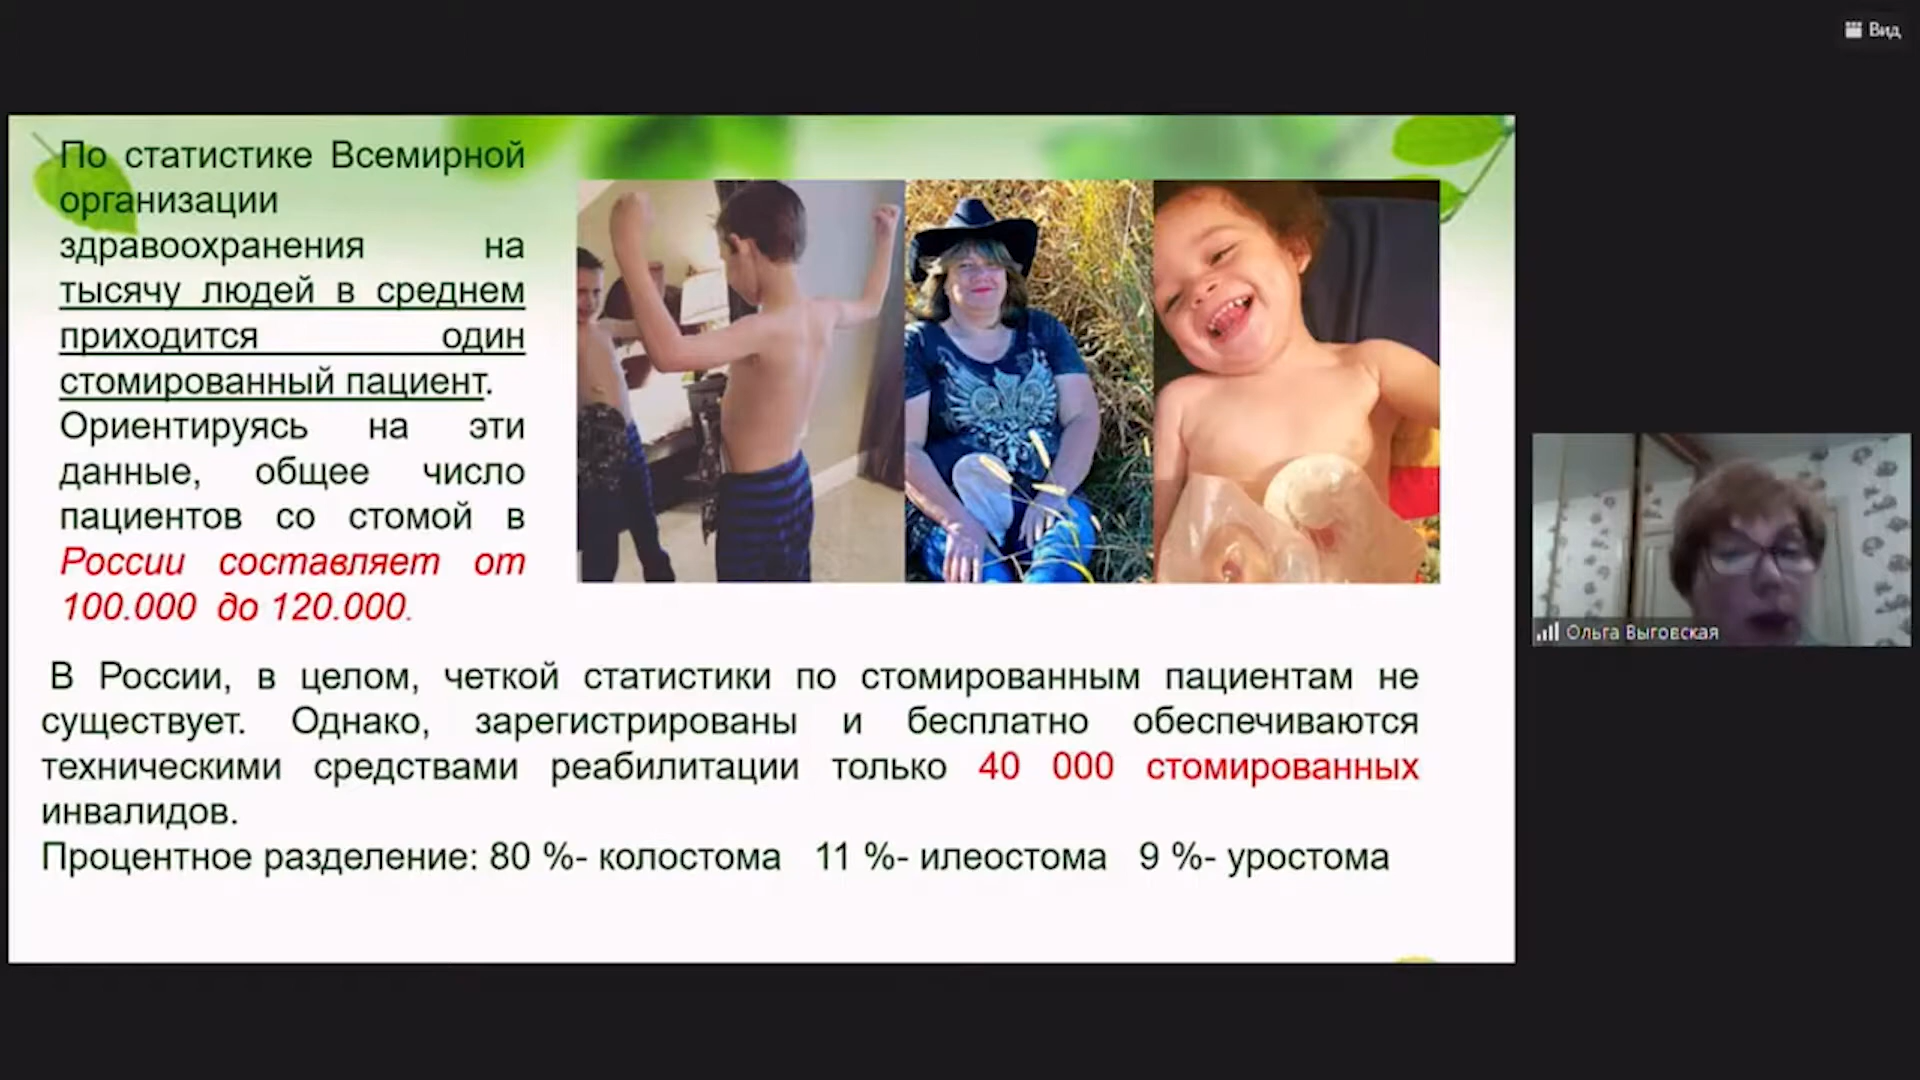 Вид
По статистике Всемирной
организации
здравоохранения на
тысячу людей в среднем
приходится один
стомированный пациент.
Ориентируясь на эти
данные, общее число
пациентов со стомой в
России составляет от
100.000 до 120.000.
В России, в целом, четкой статистики по стомированным пациентам не
существует. Однако, зарегистрированы и бесплатно обеспечиваются
техническими средствами реабилитации только 40 000 стомированных
инвалидов.
Процентное разделение: 80 %- колостома 11 %- илеостома 9 %- уростома
Ольга Выговская